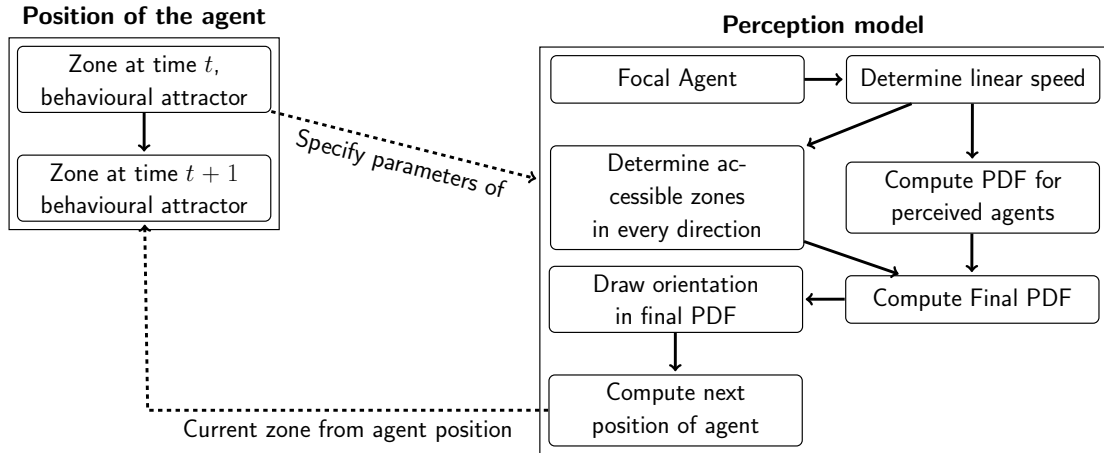 Position of the agent
Zone at time t,
behavioural attractor
Zone at time t + 1
behavioural attractor
Specify parameters of
Perception model
Focal Agent
Determine linear speed
Determine ac-
cessible zones
in every direction
Compute PDF for
perceived agents
Draw orientation
in final PDF
Compute Final PDF
Compute next
position of agent
Current zone from agent position